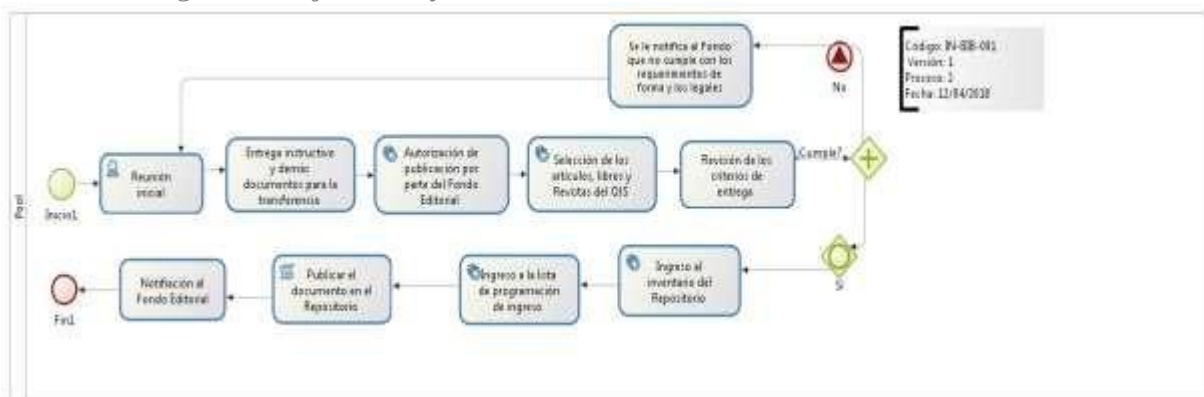 Se le notifica al Fondo
que no cumple con los
requerimientos de
forma y los legales
No
Codigo: IN-BIB-001
Versión: 1
Proceso: 2
Fecha: 12/04/2018
Pool
Inicio1
Reunión
inicial
Entrega instructivo
y demás
documentos para la
transferencia
Autorización de
publicación por
parte del Fondo
Editorial
Selección de los
artículos, libros y
Revistas del OJS
Revisión de los
criterios de
entrega
¿Cumple?
Si
Ingreso al
inventario del
Repositorio
Ingreso a la lista
de programación
de ingreso
Publicar el
documento en el
Repositorio
Notifiación al
Fondo Editorial
Fin1